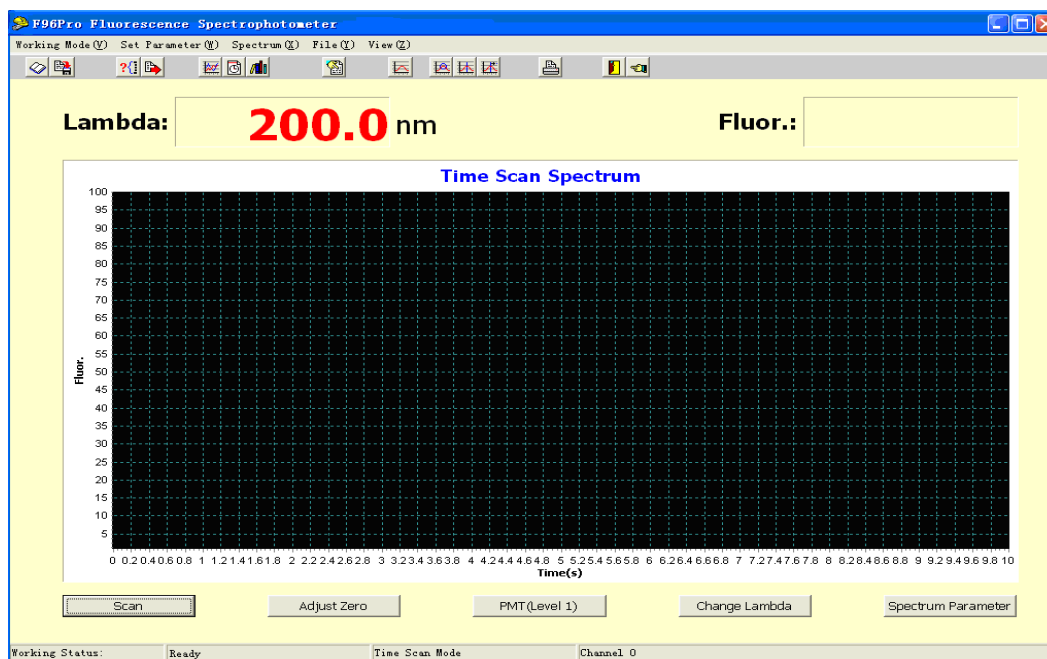 F96Pro Fluorescence Spectrophotometer
Working Mode(V) Set Parameter(W) Spectrum(X) File(Y) View(Z)
Lambda: 200.0 nm Fluor.:
Time Scan Spectrum
100
95
90
85
80
75
70
65
60
55
50
45
40
35
30
25
20
15
10
5
Fluor.
0 0.2 0.4 0.6 0.8 1 1.2 1.4 1.6 1.8 2 2.2 2.4 2.6 2.8 3 3.2 3.4 3.6 3.8 4 4.2 4.4 4.6 4.8 5 5.2 5.4 5.6 5.8 6 6.2 6.4 6.6 6.8 7 7.2 7.4 7.6 7.8 8 8.2 8.4 8.6 8.8 9 9.2 9.4 9.6 9.8 10
Time(s)
Scan Adjust Zero PMT(Level 1) Change Lambda Spectrum Parameter
Working Status: Ready Time Scan Mode Channel 0